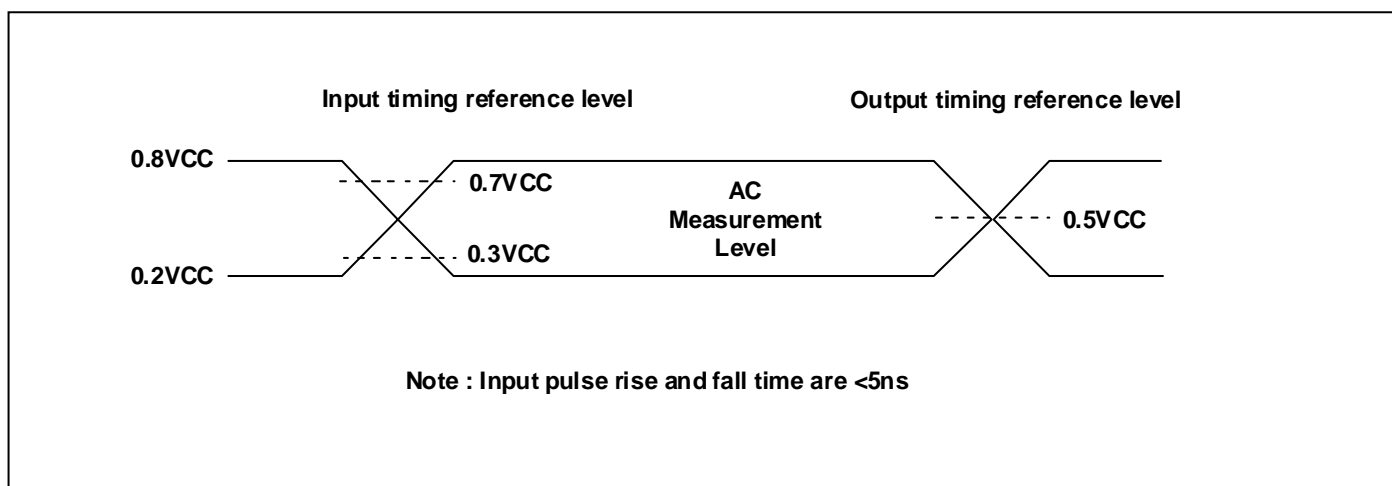 Input timing reference level
Output timing reference level
0.8VCC
0.7VCC
AC
Measurement
Level
0.5VCC
0.3VCC
0.2VCC
Note : Input pulse rise and fall time are <5ns